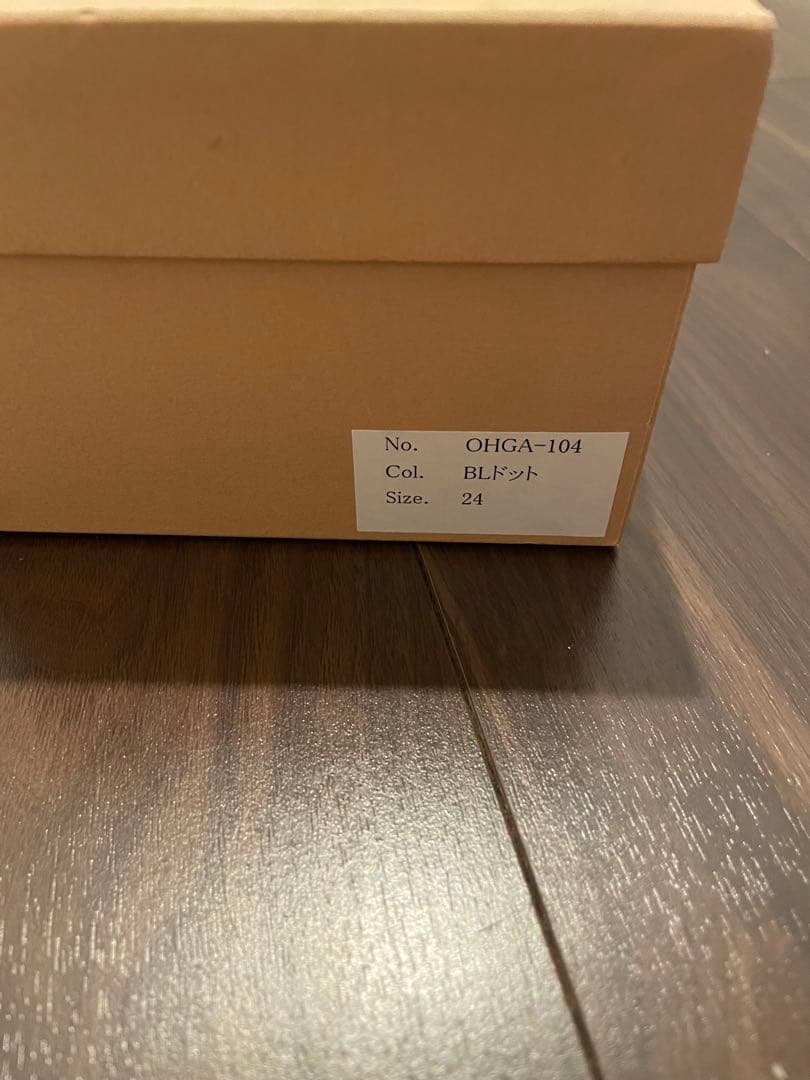 No. OHGA-104
Col. BLドット
Size. 24